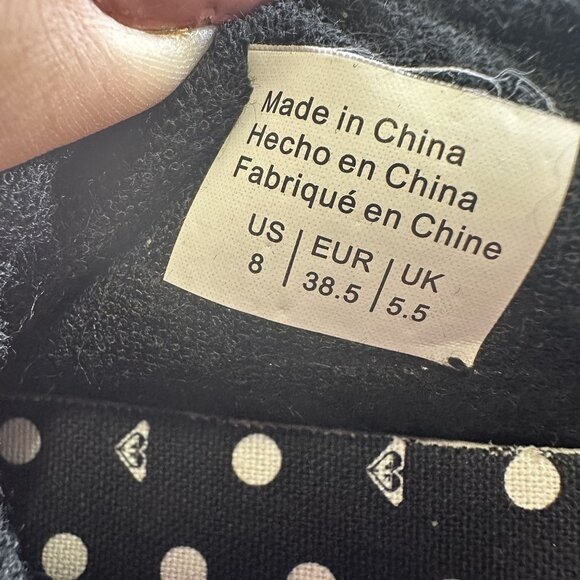 Made in China
Hecho en China
Fabriqué en Chine
US | EUR | UK
8 | 38.5 | 5.5